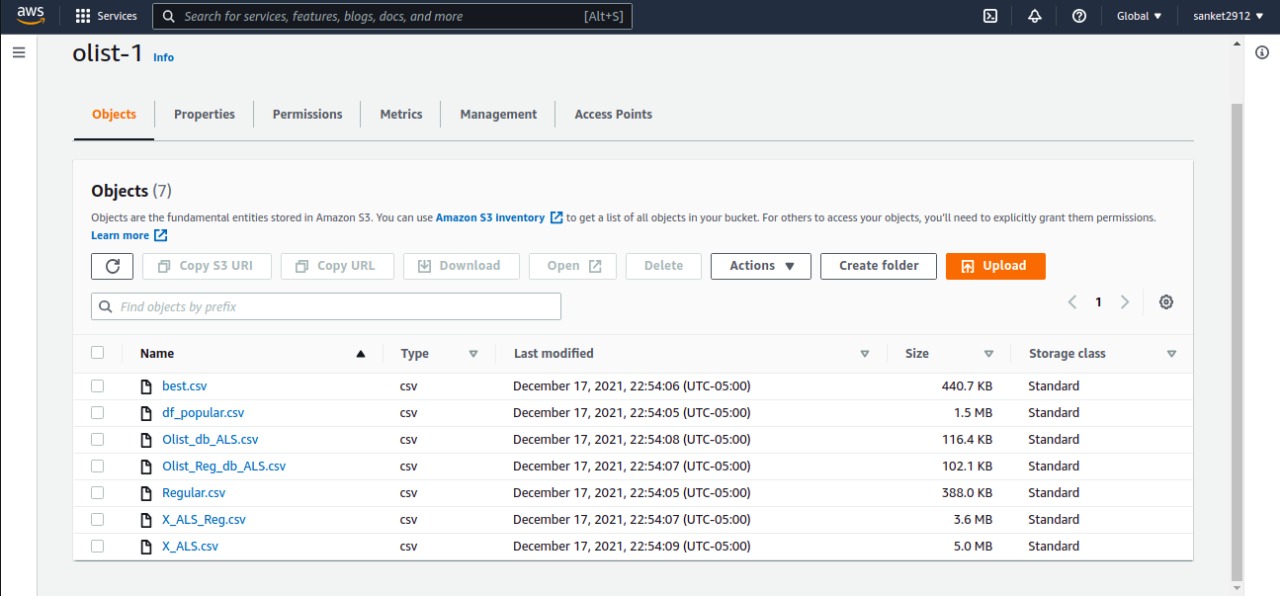 aws Services Search for services, features, blogs, docs, and more [Alt+S] Global ▼ sanket2912 ▼
olist-1 Info
Objects Properties Permissions Metrics Management Access Points
Objects (7)
Objects are the fundamental entities stored in Amazon S3. You can use Amazon S3 inventory to get a list of all objects in your bucket. For others to access your objects, you'll need to explicitly grant them permissions.
Learn more
Copy S3 URI Copy URL Download Open Delete Actions ▼ Create folder Upload
Find objects by prefix 1
Name Type Last modified Size Storage class
best.csv csv December 17, 2021, 22:54:06 (UTC-05:00) 440.7 KB Standard
df_popular.csv csv December 17, 2021, 22:54:05 (UTC-05:00) 1.5 MB Standard
Olist_db_ALS.csv csv December 17, 2021, 22:54:08 (UTC-05:00) 116.4 KB Standard
Olist_Reg_db_ALS.csv csv December 17, 2021, 22:54:07 (UTC-05:00) 102.1 KB Standard
Regular.csv csv December 17, 2021, 22:54:05 (UTC-05:00) 388.0 KB Standard
X_ALS_Reg.csv csv December 17, 2021, 22:54:07 (UTC-05:00) 3.6 MB Standard
X_ALS.csv csv December 17, 2021, 22:54:09 (UTC-05:00) 5.0 MB Standard